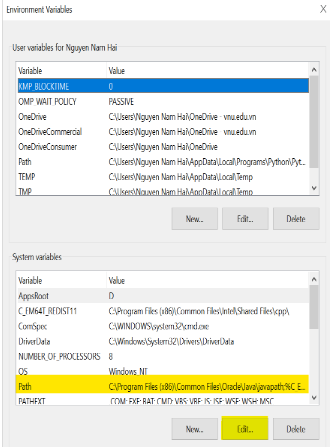 Environment Variables
X
User variables for Nguyen Nam Hai
Variable Value
KMP_BLOCKTIME 0
OMP_WAIT_POLICY PASSIVE
OneDrive C:\Users\Nguyen Nam Hai\OneDrive - vnu.edu.vn
OneDriveCommercial C:\Users\Nguyen Nam Hai\OneDrive - vnu.edu.vn
OneDriveConsumer C:\Users\Nguyen Nam Hai\OneDrive
Path C:\Users\Nguyen Nam Hai\AppData\Local\Programs\Python\Pyt...
TEMP C:\Users\Nguyen Nam Hai\AppData\Local\Temp
TMP C:\Users\Nguyen Nam Hai\AppData\Local\Temp
New... Edit... Delete
System variables
Variable Value
AppsRoot D
C_EM64T_REDIST11 C:\Program Files (x86)\Common Files\Intel\Shared Files\cpp\
ComSpec C:\WINDOWS\system32\cmd.exe
DriverData C:\Windows\System32\Drivers\DriverData
NUMBER_OF_PROCESSORS 8
OS Windows_NT
Path C:\Program Files (x86)\Common Files\Oracle\Java\javapath;%C E...
PATHEXT .COM;.EXE;.BAT;.CMD;.VBS;.VBE;.JS;.JSE;.WSF;.WSH;.MSC
New... Edit... Delete